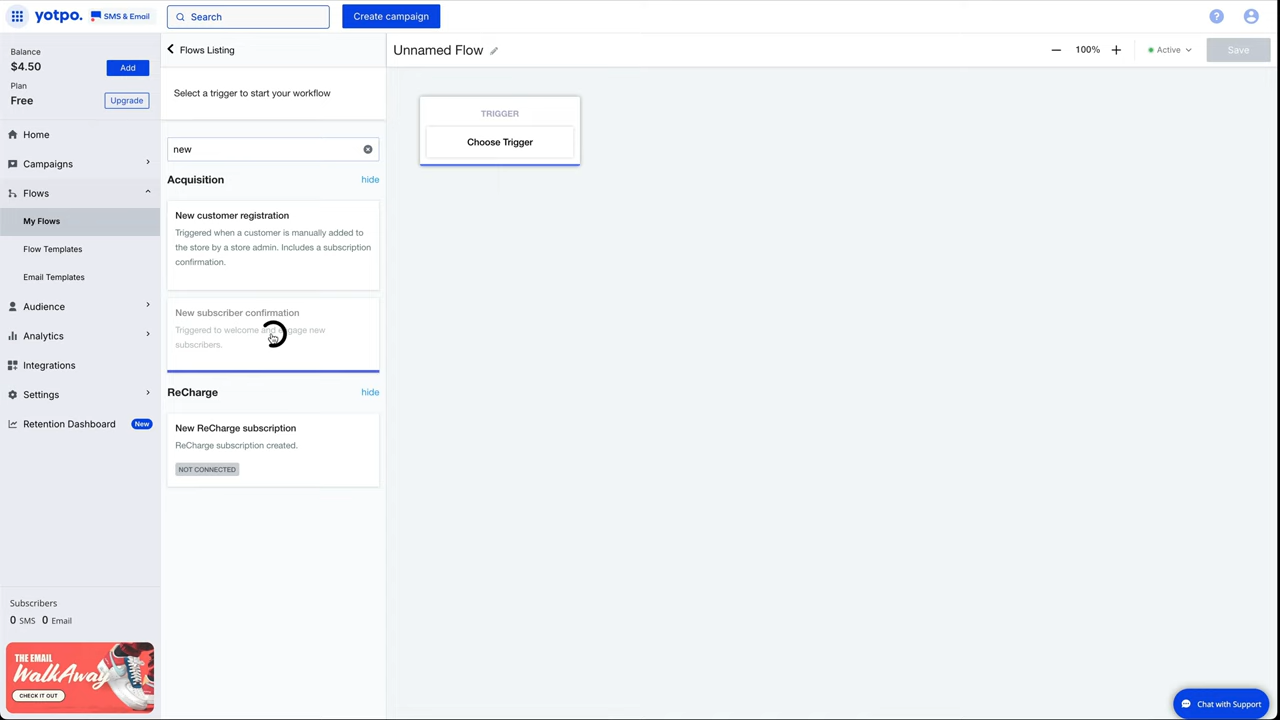 yotpo.
SMS & Email
Search
Create campaign
Balance
$4.50
Add
Plan
Free
Upgrade
Home
Campaigns
Flows
My Flows
Flow Templates
Email Templates
Audience
Analytics
Integrations
Settings
Retention Dashboard
New
Subscribers
0 SMS 0 Email
THE EMAIL
WalkAway
CHECK IT OUT
Flows Listing
Select a trigger to start your workflow
new
Acquisition
hide
New customer registration
Triggered when a customer is manually added to
the store by a store admin. Includes a subscription
confirmation.
New subscriber confirmation
Triggered to welcome and engage new
subscribers.
ReCharge
hide
New ReCharge subscription
ReCharge subscription created.
NOT CONNECTED
Unnamed Flow
100%
Active
Save
TRIGGER
Choose Trigger
Chat with Support